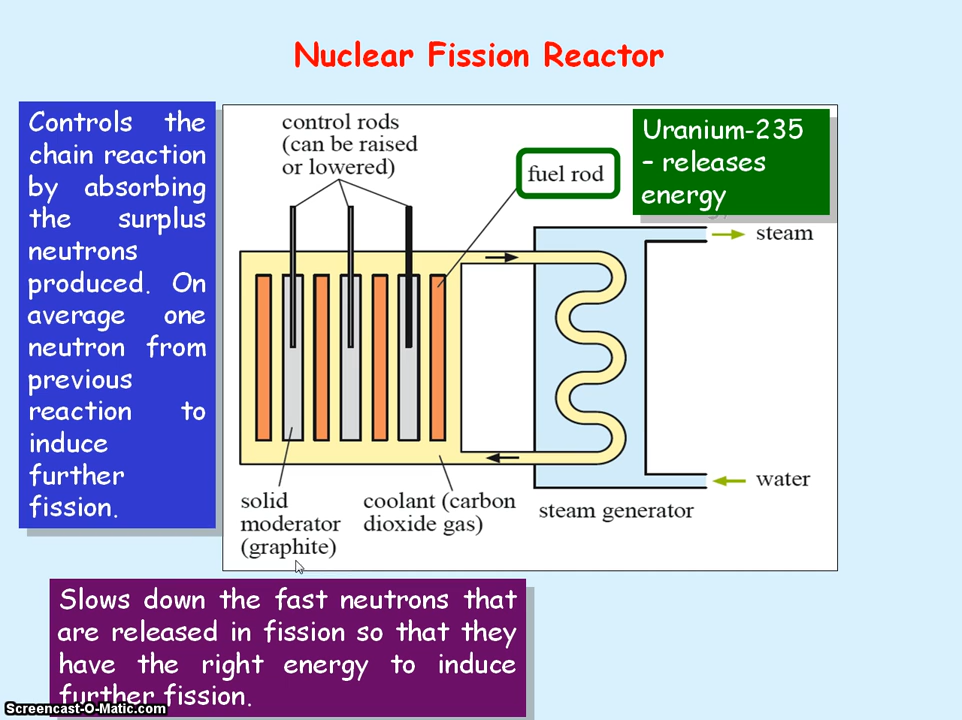 Nuclear Fission Reactor
Controls the
chain reaction
by absorbing
the surplus
neutrons
produced. On
average one
neutron from
previous
reaction to
induce
further
fission.
control rods
(can be raised
or lowered)
fuel rod
Uranium-235
– releases
energy
steam
water
solid
moderator
(graphite)
coolant (carbon
dioxide gas)
steam generator
Slows down the fast neutrons that
are released in fission so that they
have the right energy to induce
further fission.
Screencast-O-Matic.com